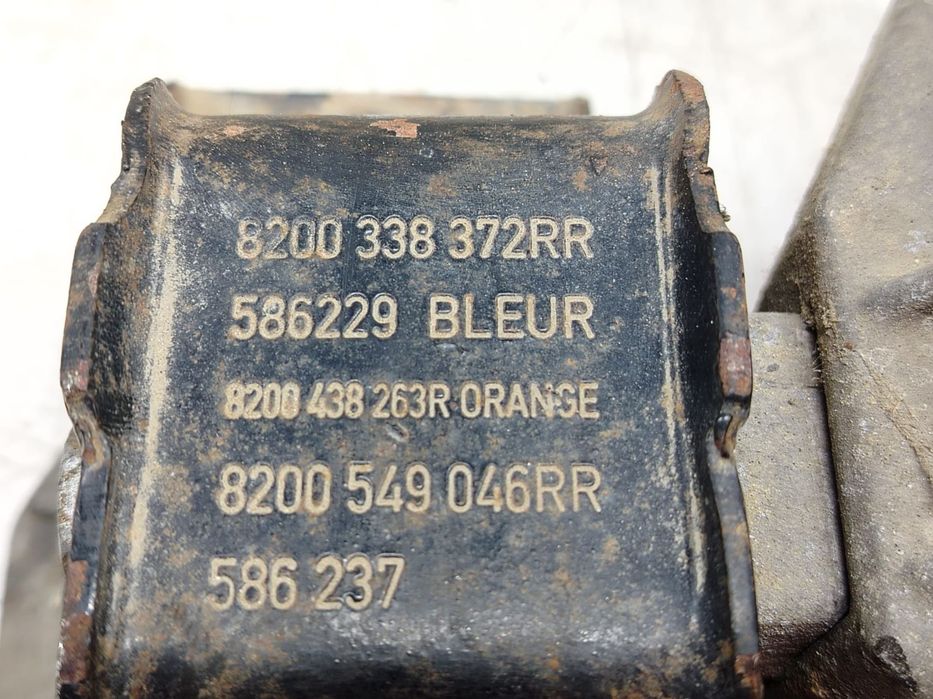 8200 338 372RR
586229 BLEUR
8200 438 263R ORANGE
8200 549 046RR
586 237